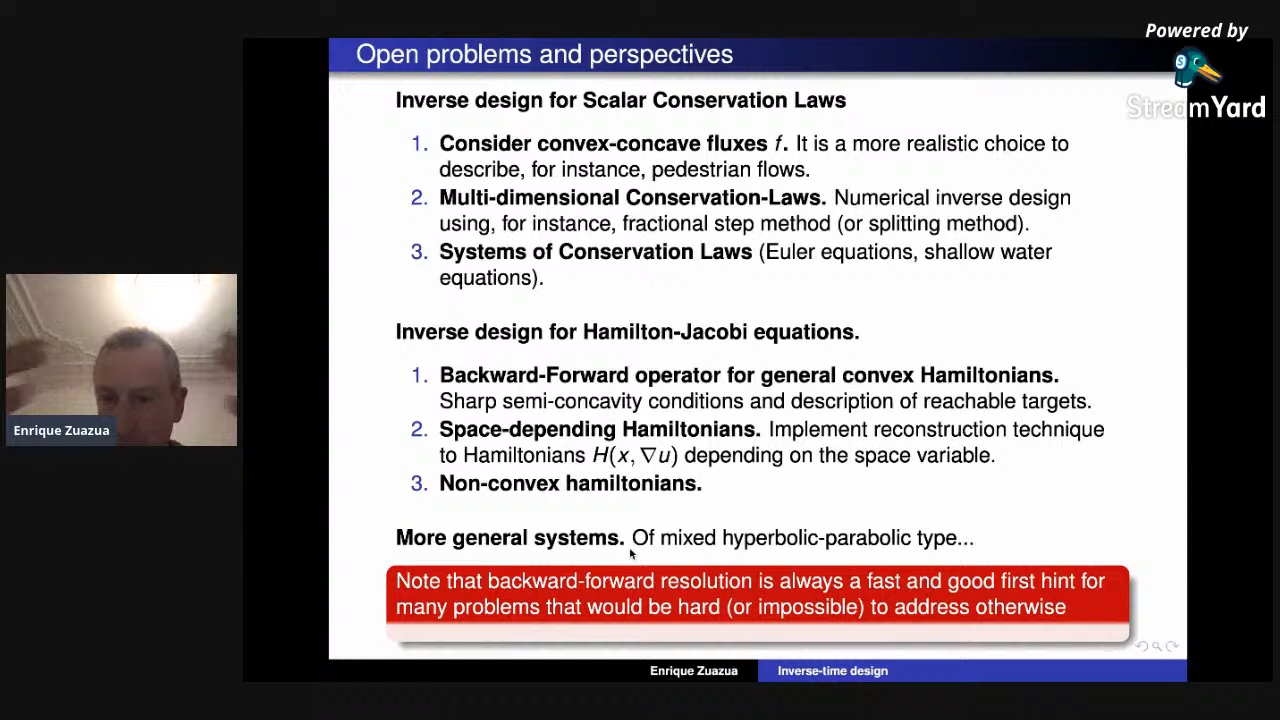 Powered by
StreamYard
Open problems and perspectives
Inverse design for Scalar Conservation Laws
1. Consider convex-concave fluxes f. It is a more realistic choice to
describe, for instance, pedestrian flows.
2. Multi-dimensional Conservation-Laws. Numerical inverse design
using, for instance, fractional step method (or splitting method).
3. Systems of Conservation Laws (Euler equations, shallow water
equations).
Inverse design for Hamilton-Jacobi equations.
1. Backward-Forward operator for general convex Hamiltonians.
Sharp semi-concavity conditions and description of reachable targets.
2. Space-depending Hamiltonians. Implement reconstruction technique
to Hamiltonians H(x, ∇u) depending on the space variable.
3. Non-convex hamiltonians.
More general systems. Of mixed hyperbolic-parabolic type...
Note that backward-forward resolution is always a fast and good first hint for
many problems that would be hard (or impossible) to address otherwise
Enrique Zuazua
Enrique Zuazua Inverse-time design